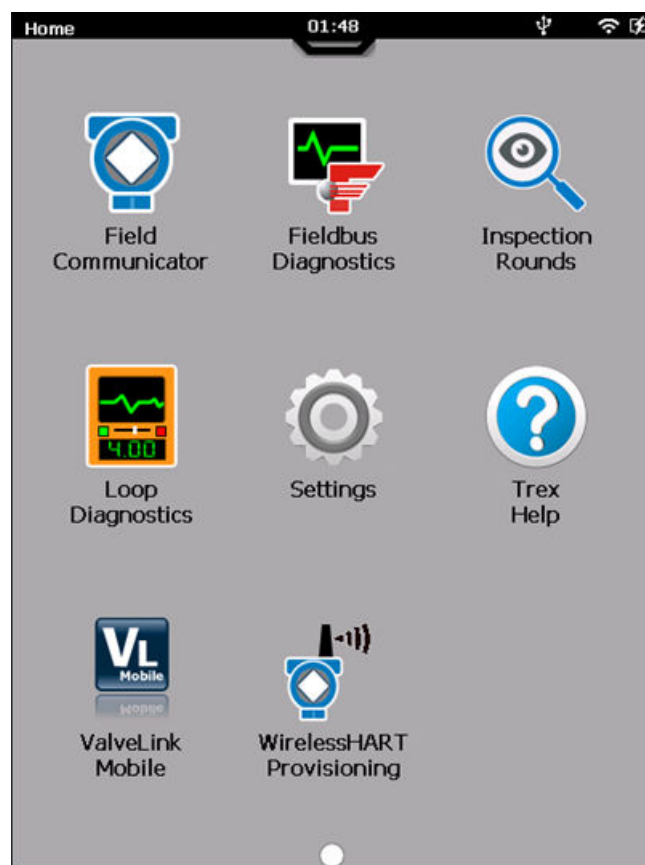 Home 01:48
Field
Communicator
Fieldbus
Diagnostics
Inspection
Rounds
4.00
Loop
Diagnostics
Settings
?
Trex
Help
VL
Mobile
ValveLink
Mobile
WirelessHART
Provisioning